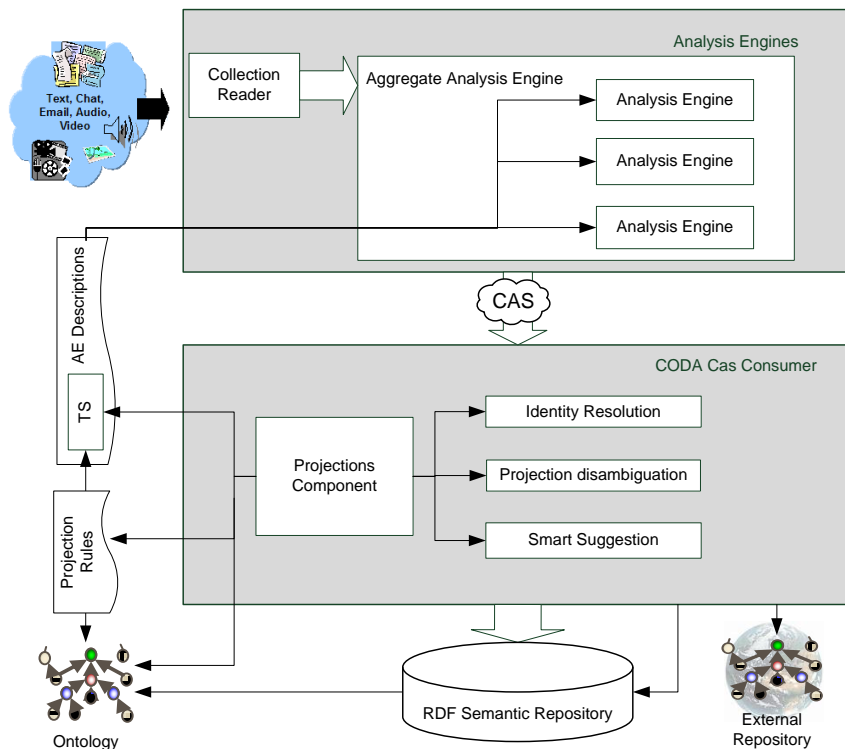 Analysis Engines
Text, Chat,
Email, Audio,
Video
Collection
Reader
Aggregate Analysis Engine
Analysis Engine
Analysis Engine
Analysis Engine
AE Descriptions
TS
CAS
CODA Cas Consumer
Projections
Component
Identity Resolution
Projection disambiguation
Smart Suggestion
Projection
Rules
Ontology
RDF Semantic Repository
External
Repository